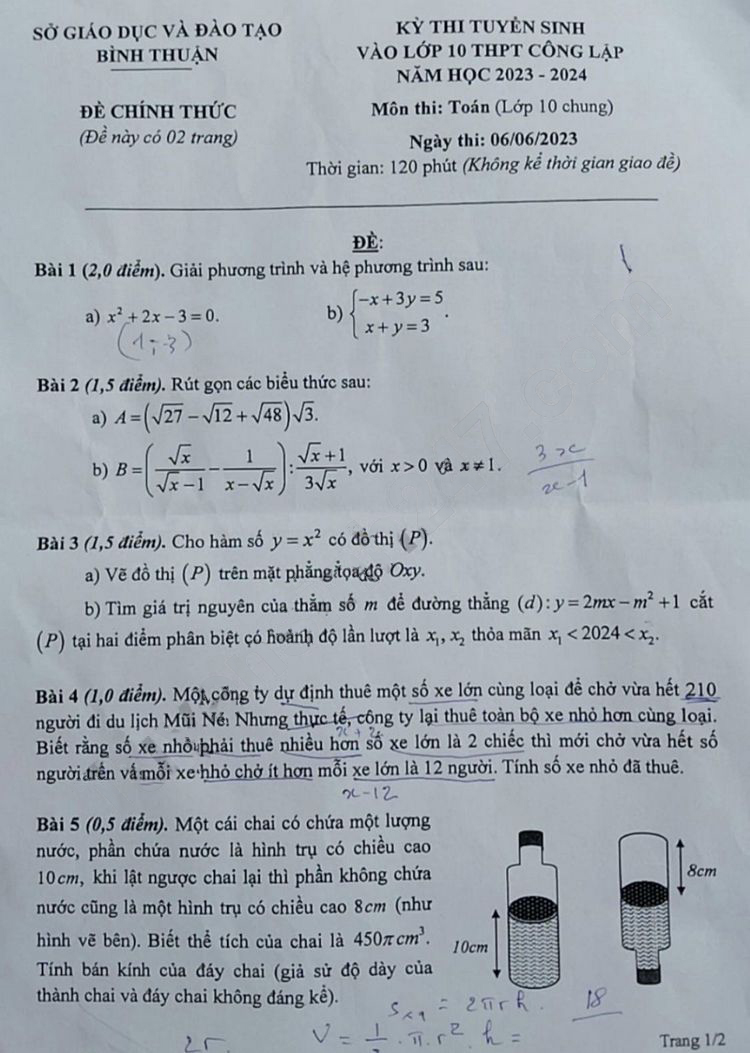 SỞ GIÁO DỤC VÀ ĐÀO TẠO
BÌNH THUẬN
KỲ THI TUYỂN SINH
VÀO LỚP 10 THPT CÔNG LẬP
NĂM HỌC 2023 - 2024
ĐỀ CHÍNH THỨC
(Đề này có 02 trang)
Môn thi: Toán (Lớp 10 chung)
Ngày thi: 06/06/2023
Thời gian: 120 phút (Không kể thời gian giao đề)
ĐỀ:
Bài 1 (2,0 điểm). Giải phương trình và hệ phương trình sau:
a) x² + 2x − 3 = 0.
b) { −x + 3y = 5
x + y = 3 .
(1; -3)
Bài 2 (1,5 điểm). Rút gọn các biểu thức sau:
a) A = (√27 − √12 + √48)√3.
b) B = (√x/(√x − 1) − 1/(x − √x)) : (√x + 1)/(3√x), với x > 0 và x ≠ 1.
3x/(x-1)
Bài 3 (1,5 điểm). Cho hàm số y = x² có đồ thị (P).
a) Vẽ đồ thị (P) trên mặt phẳng tọa độ Oxy.
b) Tìm giá trị nguyên của thằm số m để đường thẳng (d): y = 2mx − m² + 1 cắt
(P) tại hai điểm phân biệt có hoành độ lần lượt là x₁, x₂ thỏa mãn x₁ < 2024 < x₂.
Bài 4 (1,0 điểm). Một công ty dự định thuê một số xe lớn cùng loại để chở vừa hết 210
người đi du lịch Mũi Né. Nhưng thực tế, công ty lại thuê toàn bộ xe nhỏ hơn cùng loại.
Biết rằng số xe nhỏ phải thuê nhiều hơn số xe lớn là 2 chiếc thì mới chở vừa hết số
người trên và mỗi xe nhỏ chở ít hơn mỗi xe lớn là 12 người. Tính số xe nhỏ đã thuê.
x-12
Bài 5 (0,5 điểm). Một cái chai có chứa một lượng
nước, phần chứa nước là hình trụ có chiều cao
10cm, khi lật ngược chai lại thì phần không chứa
nước cũng là một hình trụ có chiều cao 8cm (như
hình vẽ bên). Biết thể tích của chai là 450π cm³.
Tính bán kính của đáy chai (giả sử độ dày của
thành chai và đáy chai không đáng kể).
10cm
8cm
Sxq = 2πrh. 18
2r V = . π. r². h =
Trang 1/2